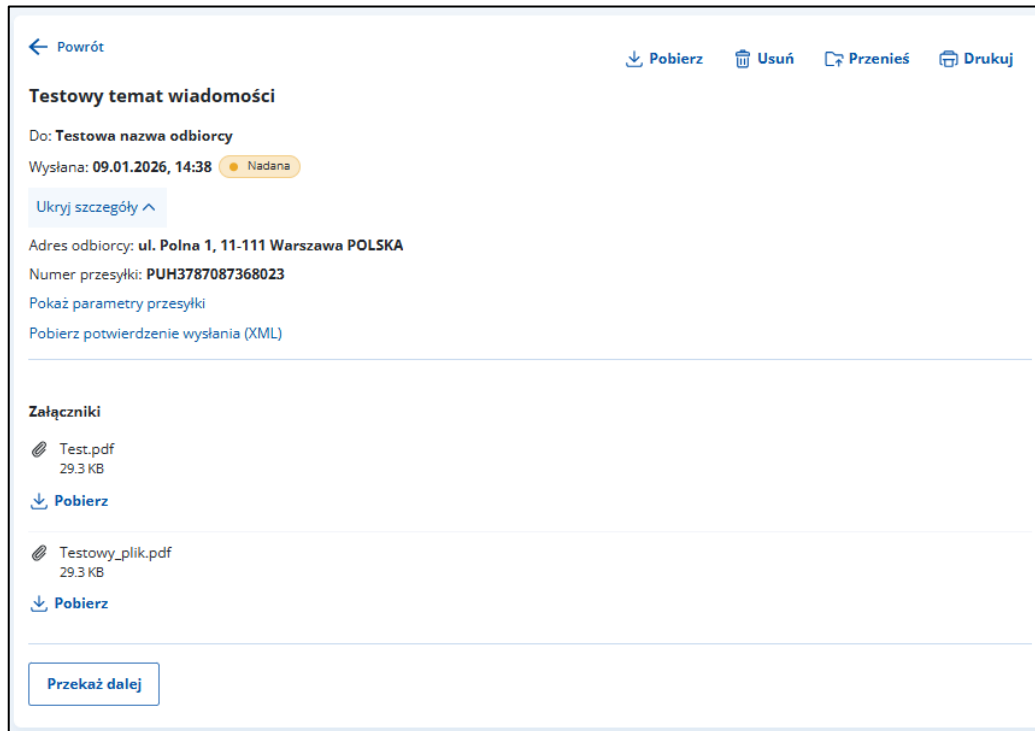 Powrót
Pobierz Usuń Przenieś Drukuj
Testowy temat wiadomości
Do: Testowa nazwa odbiorcy
Wysłana: 09.01.2026, 14:38 Nadana
Ukryj szczegóły
Adres odbiorcy: ul. Polna 1, 11-111 Warszawa POLSKA
Numer przesyłki: PUH3787087368023
Pokaż parametry przesyłki
Pobierz potwierdzenie wysłania (XML)
Załączniki
Test.pdf
29.3 KB
Pobierz
Testowy_plik.pdf
29.3 KB
Pobierz
Przekaż dalej